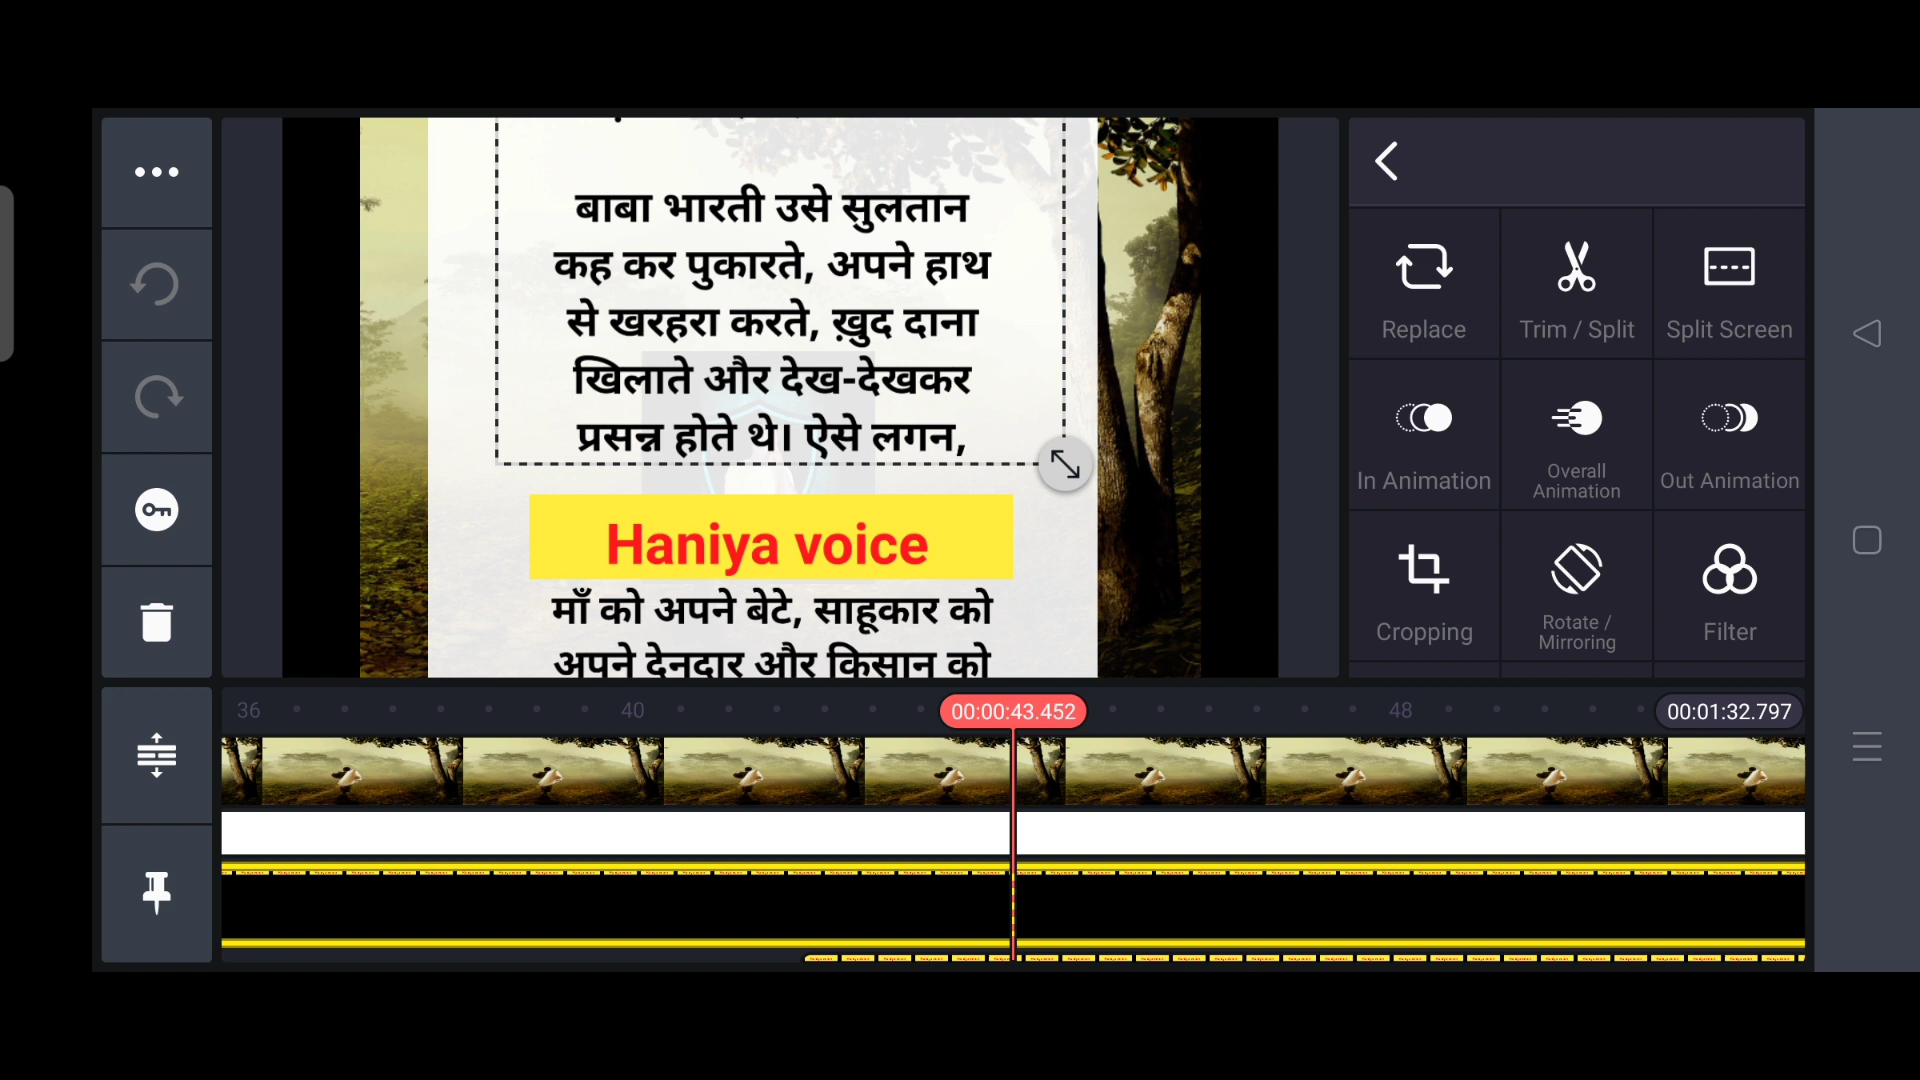 बाबा भारती उसे सुलतान
कह कर पुकारते, अपने हाथ
से खरहरा करते, ख़ुद दाना
खिलाते और देख-देखकर
प्रसन्न होते थे। ऐसे लगन,
Haniya voice
माँ को अपने बेटे, साहूकार को
अपने देनदार और किसान को
Replace
Trim / Split
Split Screen
In Animation
Overall
Animation
Out Animation
Cropping
Rotate /
Mirroring
Filter
36
40
00:00:43.452
48
00:01:32.797